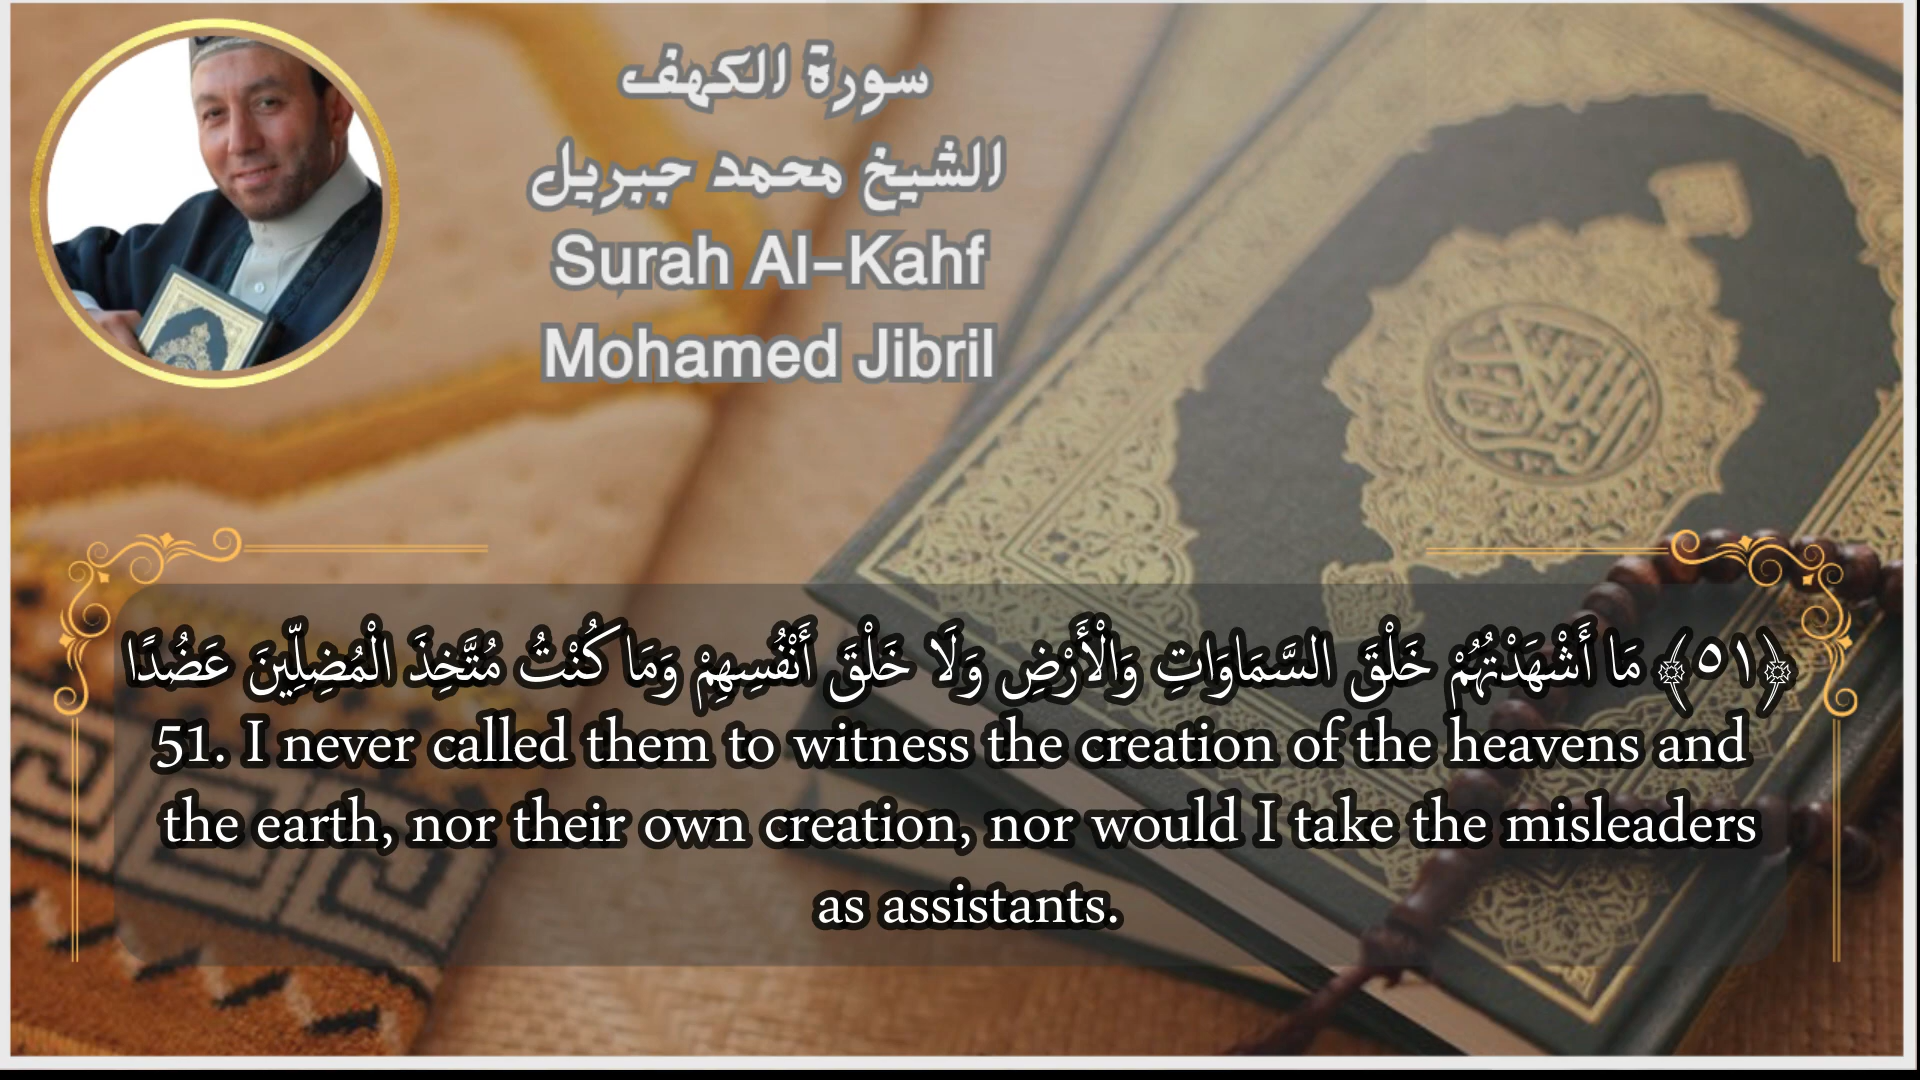 سورة الكهف
الشيخ محمد جبريل
Surah Al-Kahf
Mohamed Jibril
﴿٥١﴾ مَا أَشْهَدْتُهُمْ خَلْقَ السَّمَاوَاتِ وَالْأَرْضِ وَلَا خَلْقَ أَنْفُسِهِمْ وَمَا كُنْتُ مُتَّخِذَ الْمُضِلِّينَ عَضُدًا
51. I never called them to witness the creation of the heavens and
the earth, nor their own creation, nor would I take the misleaders
as assistants.